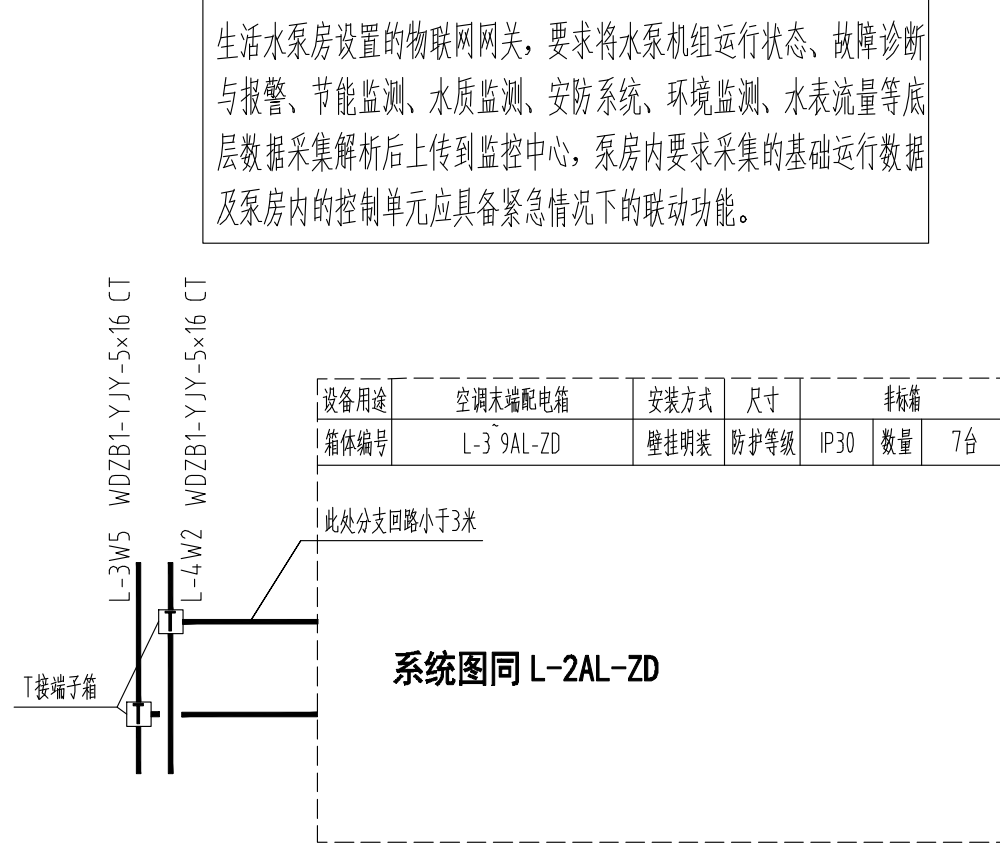 生活水泵房设置的物联网网关，要求将水泵机组运行状态、故障诊断
与报警、节能监测、水质监测、安防系统、环境监测、水表流量等底
层数据采集解析后上传到监控中心，泵房内要求采集的基础运行数据
及泵房内的控制单元应具备紧急情况下的联动功能。
L-3W5 WDZB1-YJY-5×16 CT
L-4W2 WDZB1-YJY-5×16 CT
设备用途 空调末端配电箱 安装方式 尺寸 非标箱
箱体编号 L-3~9AL-ZD 壁挂明装 防护等级 IP30 数量 7台
此处分支回路小于3米
T
系统图同 L-2AL-ZD
T接端子箱
T